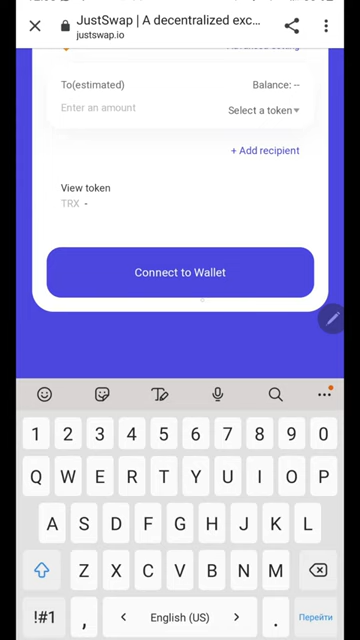 JustSwap | A decentralized exc...
justswap.io
To(estimated)
Balance: --
Enter an amount
Select a token
+ Add recipient
View token
TRX -
Connect to Wallet
1 2 3 4 5 6 7 8 9 0
Q W E R T Y U I O P
A S D F G H J K L
Z X C V B N M
!#1 , < English (US) > . Перейти